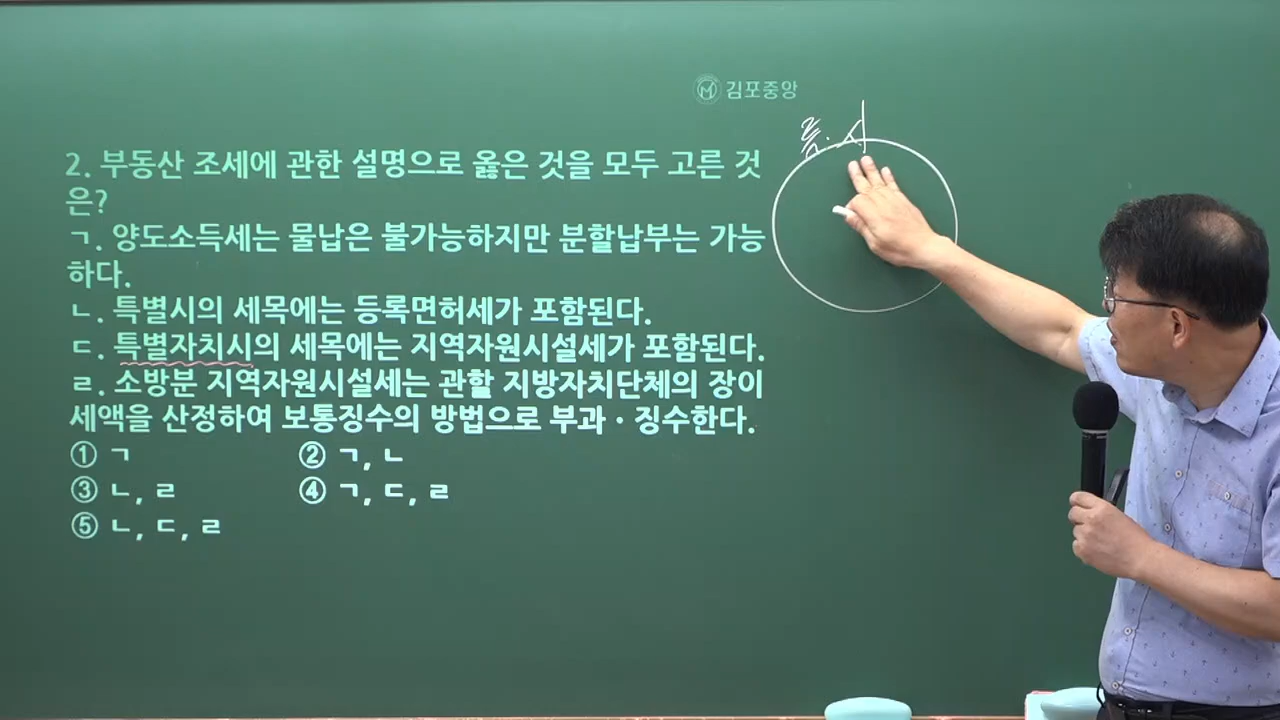 김포중앙
특.시
2. 부동산 조세에 관한 설명으로 옳은 것을 모두 고른 것
은?
ㄱ. 양도소득세는 물납은 불가능하지만 분할납부는 가능
하다.
ㄴ. 특별시의 세목에는 등록면허세가 포함된다.
ㄷ. 특별자치시의 세목에는 지역자원시설세가 포함된다.
ㄹ. 소방분 지역자원시설세는 관할 지방자치단체의 장이
세액을 산정하여 보통징수의 방법으로 부과・징수한다.
① ㄱ ② ㄱ, ㄴ
③ ㄴ, ㄹ ④ ㄱ, ㄷ, ㄹ
⑤ ㄴ, ㄷ, ㄹ